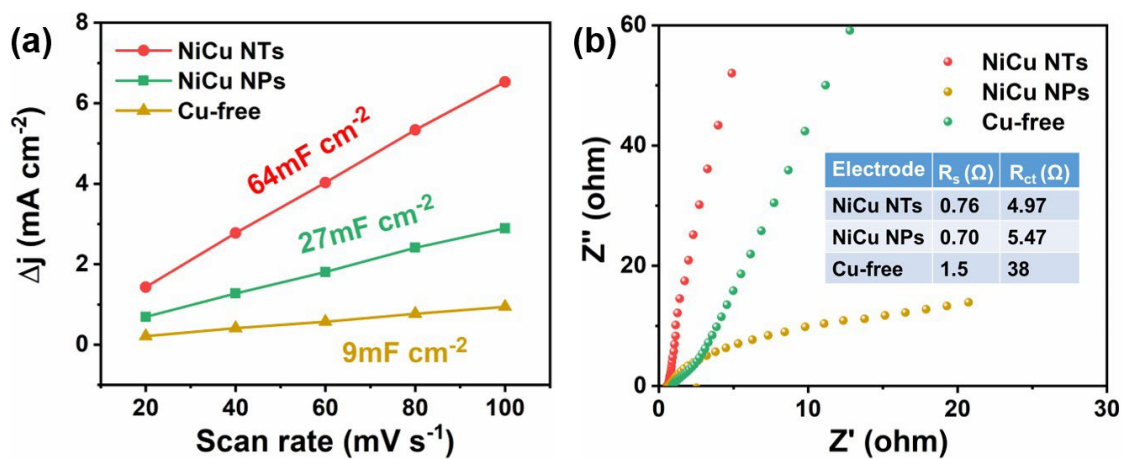 (a)
8
6
4
2
0
Δj (mA cm⁻²)
NiCu NTs
NiCu NPs
Cu-free
64mF cm⁻²
27mF cm⁻²
9mF cm⁻²
20 40 60 80 100
Scan rate (mV s⁻¹)
(b)
60
40
20
0
Z'' (ohm)
NiCu NTs
NiCu NPs
Cu-free
Electrode Rₛ (Ω) R_ct (Ω)
NiCu NTs 0.76 4.97
NiCu NPs 0.70 5.47
Cu-free 1.5 38
0 10 20 30
Z' (ohm)